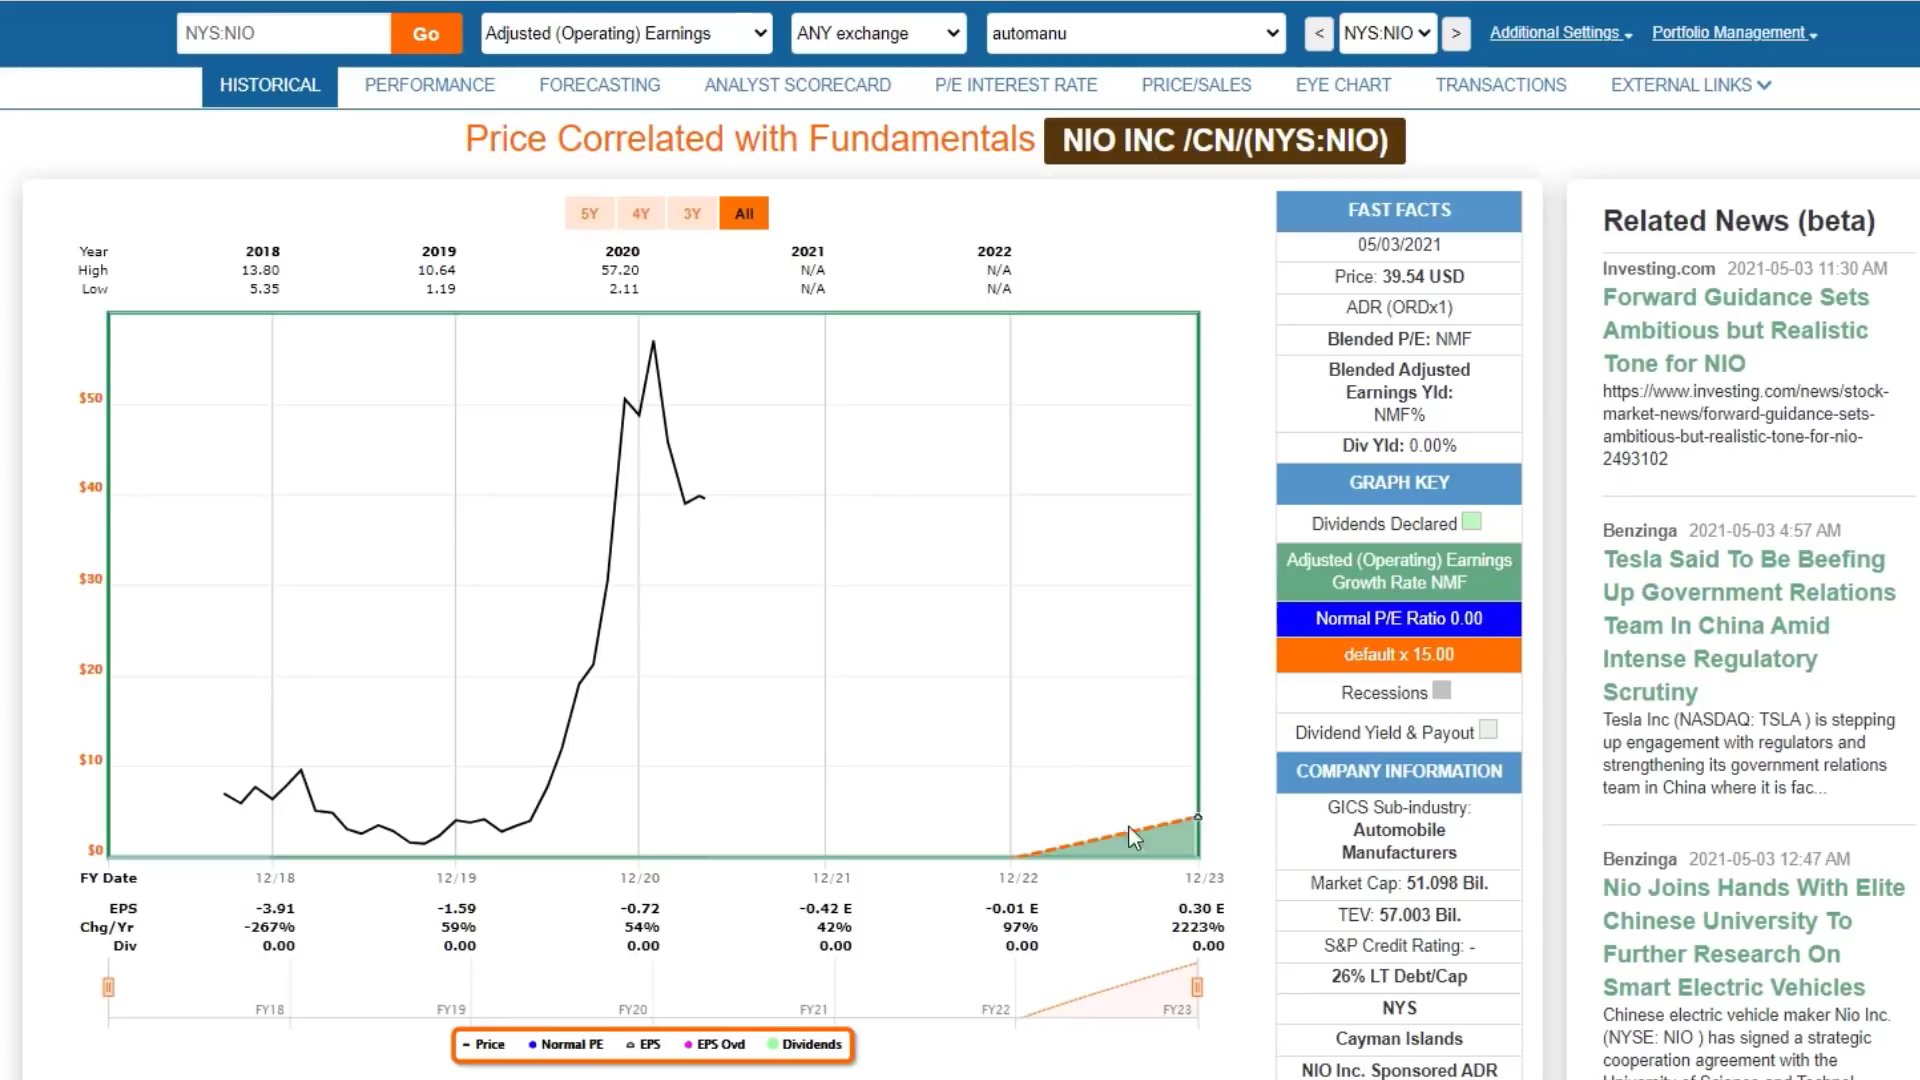 NYS:NIO Go Adjusted (Operating) Earnings ANY exchange automanu < NYS:NIO > Additional Settings Portfolio Management
HISTORICAL PERFORMANCE FORECASTING ANALYST SCORECARD P/E INTEREST RATE PRICE/SALES EYE CHART TRANSACTIONS EXTERNAL LINKS
Price Correlated with Fundamentals NIO INC /CN/(NYS:NIO)
5Y 4Y 3Y All
Year 2018 2019 2020 2021 2022
High 13.80 10.64 57.20 N/A N/A
Low 5.35 1.19 2.11 N/A N/A
$50
$40
$30
$20
$10
$0
FY Date 12/18 12/19 12/20 12/21 12/22 12/23
EPS -3.91 -1.59 -0.72 -0.42 E -0.01 E 0.30 E
Chg/Yr -267% 59% 54% 42% 97% 2223%
Div 0.00 0.00 0.00 0.00 0.00 0.00
FY18 FY19 FY20 FY21 FY22 FY23
Price Normal PE EPS EPS Ovd Dividends
FAST FACTS
05/03/2021
Price: 39.54 USD
ADR (ORDx1)
Blended P/E: NMF
Blended Adjusted
Earnings Yld:
NMF%
Div Yld: 0.00%
GRAPH KEY
Dividends Declared
Adjusted (Operating) Earnings
Growth Rate NMF
Normal P/E Ratio 0.00
default x 15.00
Recessions
Dividend Yield & Payout
COMPANY INFORMATION
GICS Sub-industry:
Automobile
Manufacturers
Market Cap: 51.098 Bil.
TEV: 57.003 Bil.
S&P Credit Rating: -
26% LT Debt/Cap
NYS
Cayman Islands
NIO Inc. Sponsored ADR
Related News (beta)
Investing.com 2021-05-03 11:30 AM
Forward Guidance Sets
Ambitious but Realistic
Tone for NIO
https://www.investing.com/news/stock-
market-news/forward-guidance-sets-
ambitious-but-realistic-tone-for-nio-
2493102
Benzinga 2021-05-03 4:57 AM
Tesla Said To Be Beefing
Up Government Relations
Team In China Amid
Intense Regulatory
Scrutiny
Tesla Inc (NASDAQ: TSLA ) is stepping
up engagement with regulators and
strengthening its government relations
team in China where it is fac...
Benzinga 2021-05-03 12:47 AM
Nio Joins Hands With Elite
Chinese University To
Further Research On
Smart Electric Vehicles
Chinese electric vehicle maker Nio Inc.
(NYSE: NIO ) has signed a strategic
cooperation agreement with the